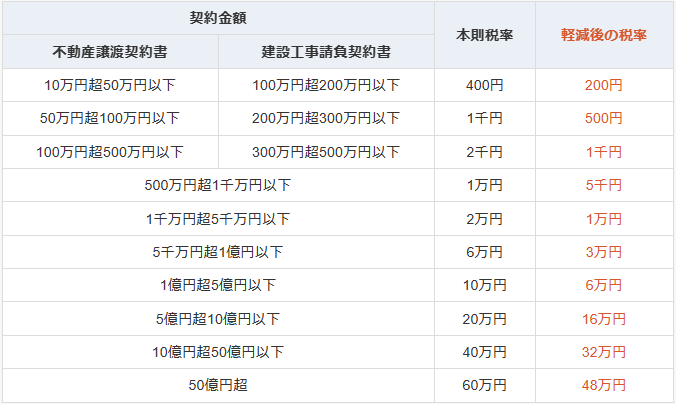 契約金額
本則税率
軽減後の税率
不動産譲渡契約書
建設工事請負契約書
10万円超50万円以下 100万円超200万円以下 400円 200円
50万円超100万円以下 200万円超300万円以下 1千円 500円
100万円超500万円以下 300万円超500万円以下 2千円 1千円
500万円超1千万円以下 1万円 5千円
1千万円超5千万円以下 2万円 1万円
5千万円超1億円以下 6万円 3万円
1億円超5億円以下 10万円 6万円
5億円超10億円以下 20万円 16万円
10億円超50億円以下 40万円 32万円
50億円超 60万円 48万円